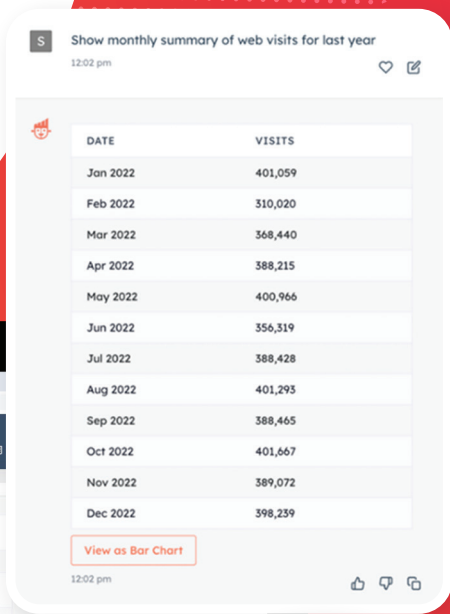 S
Show monthly summary of web visits for last year
12:02 pm
DATE VISITS
Jan 2022 401,059
Feb 2022 310,020
Mar 2022 368,440
Apr 2022 388,215
May 2022 400,966
Jun 2022 356,319
Jul 2022 388,428
Aug 2022 401,293
Sep 2022 388,465
Oct 2022 401,667
Nov 2022 389,072
Dec 2022 398,239
View as Bar Chart
12:02 pm